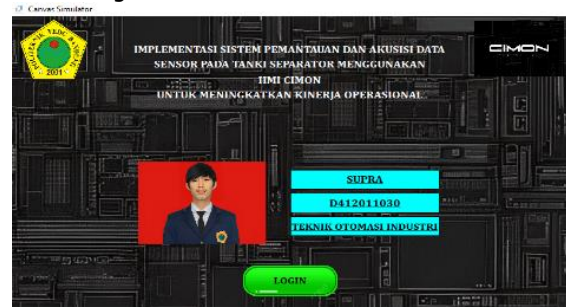 Canvas Simulator
IMPLEMENTASI SISTEM PEMANTAUAN DAN AKUSISI DATA
SENSOR PADA TANKI SEPARATOR MENGGUNAKAN
HMI CIMON
UNTUK MENINGKATKAN KINERJA OPERASIONAL
CIMON
2001
SUPRA
D412011030
TEKNIK OTOMASI INDUSTRI
LOGIN